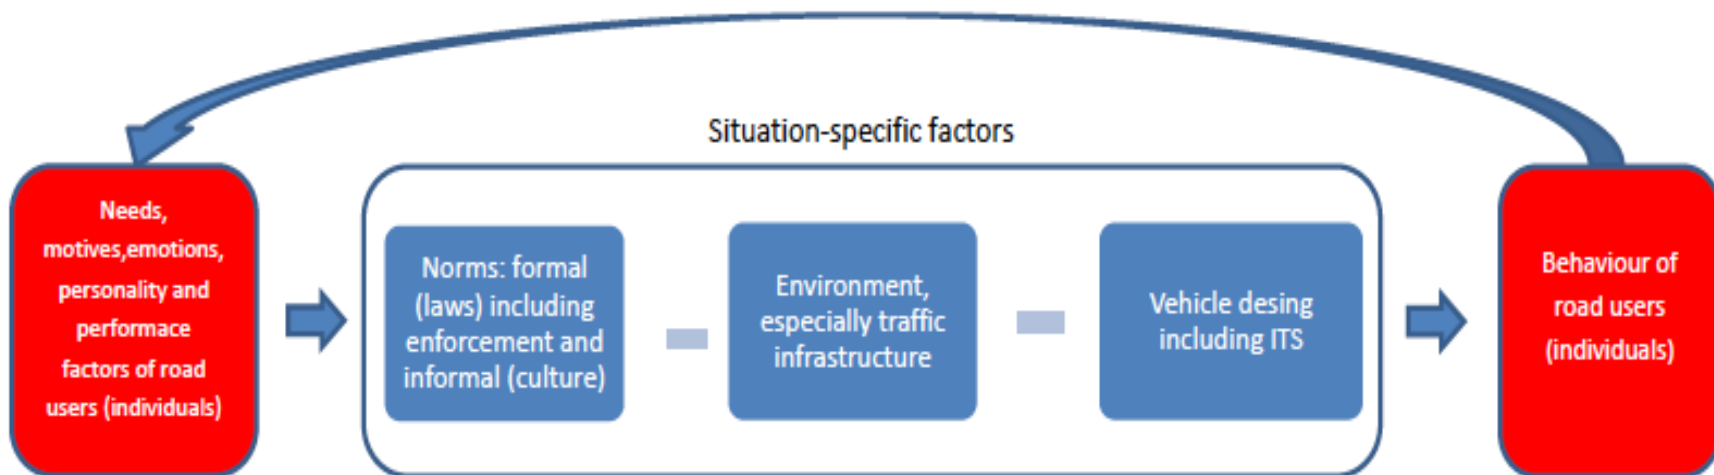 Situation-specific factors
Needs,
motives,emotions,
personality and
performace
factors of road
users (individuals)
Norms: formal
(laws) including
enforcement and
informal (culture)
Environment,
especially traffic
infrastructure
Vehicle desing
including ITS
Behaviour of
road users
(individuals)